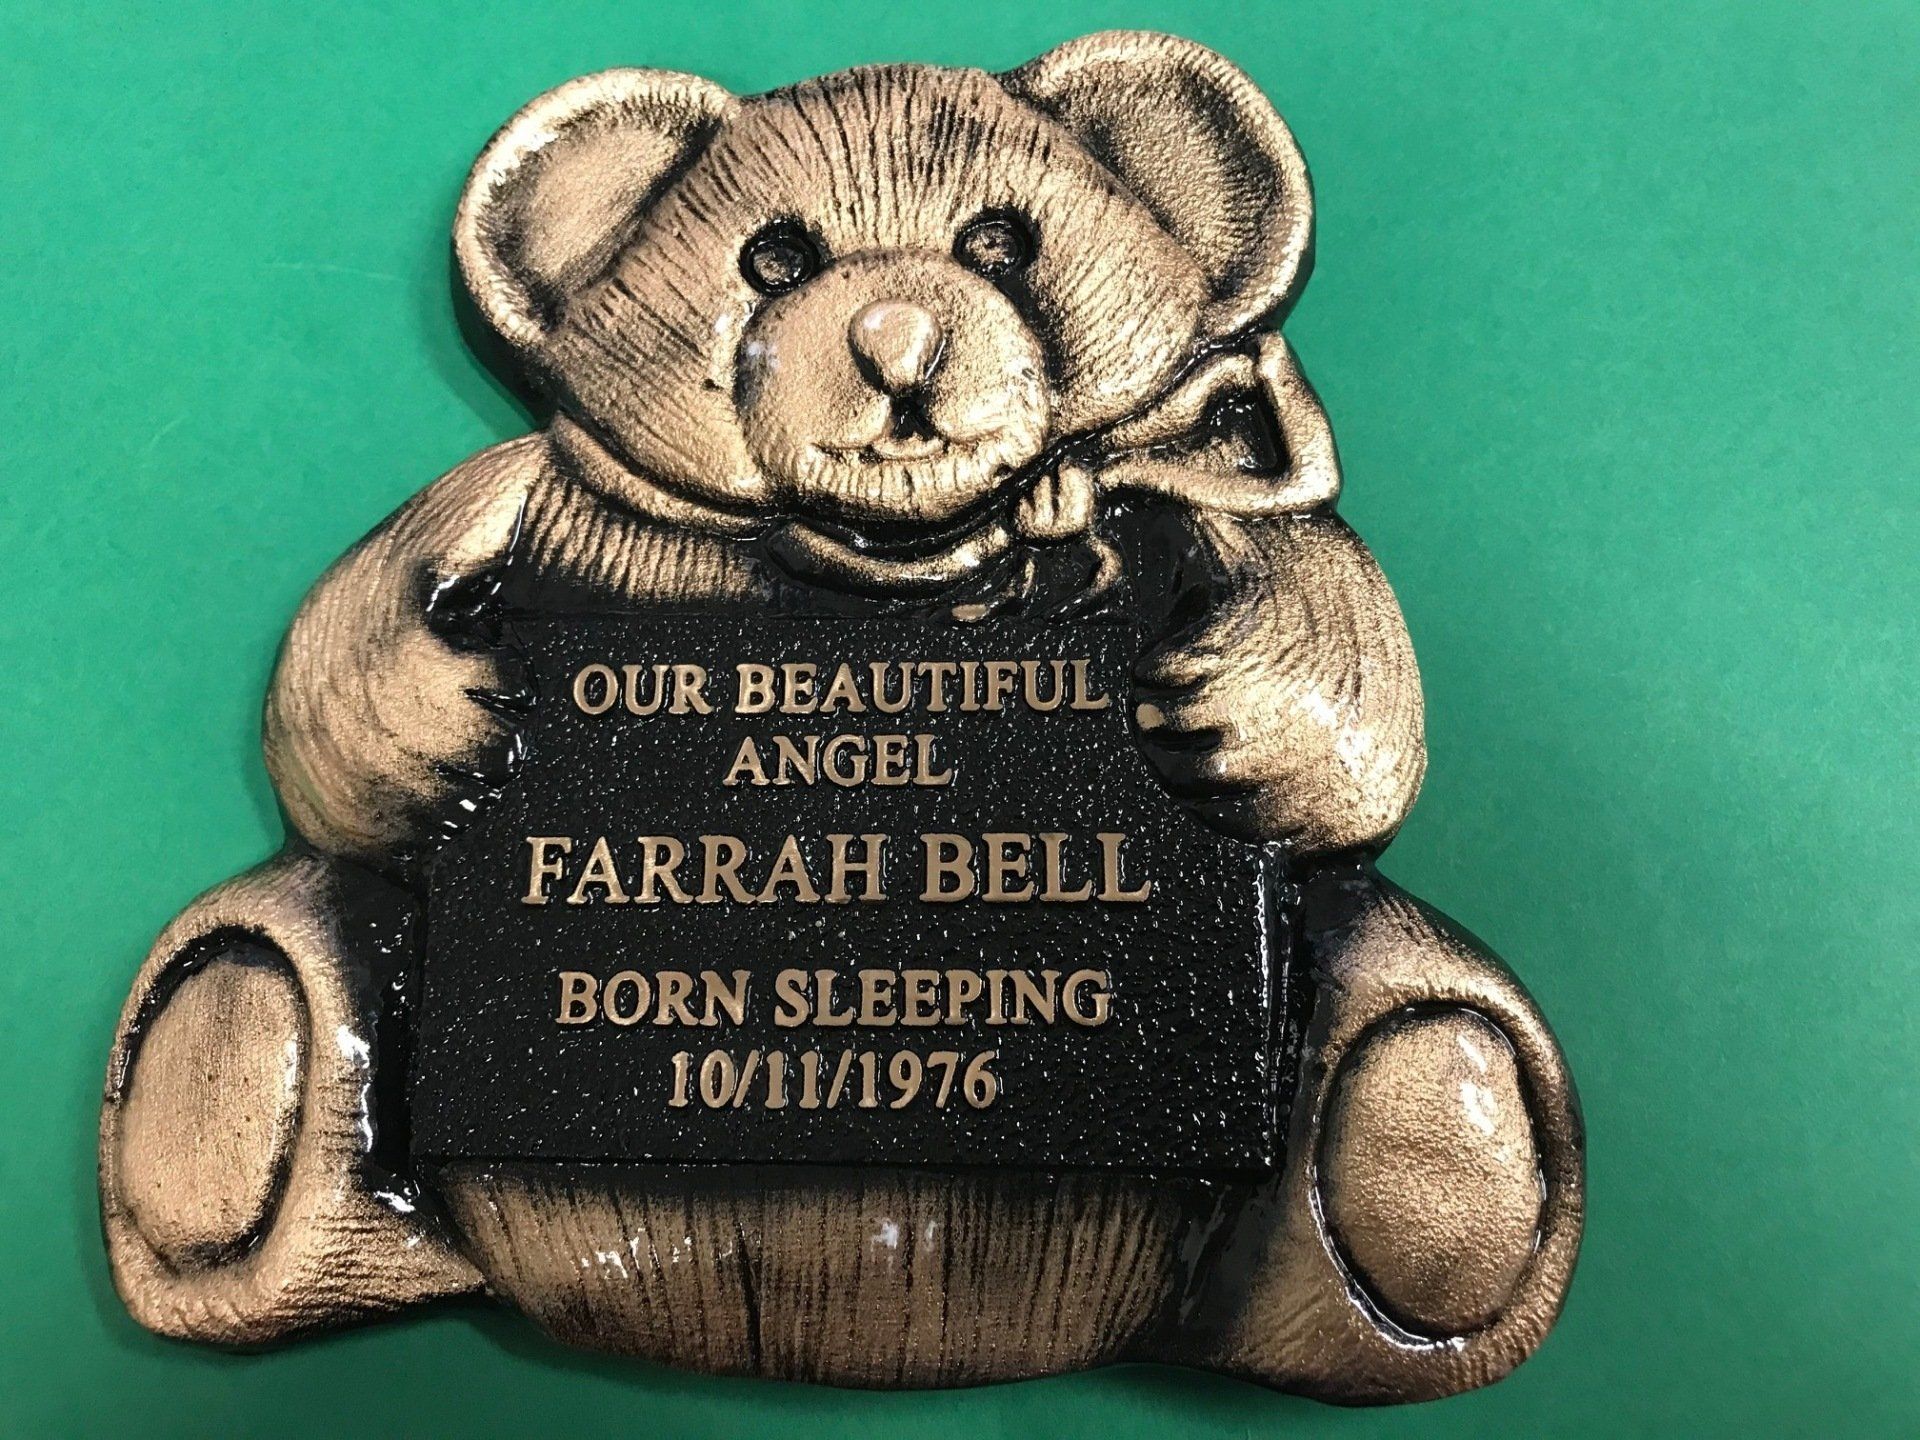 OUR BEAUTIFUL
ANGEL
FARRAH BELL
BORN SLEEPING
10/11/1976